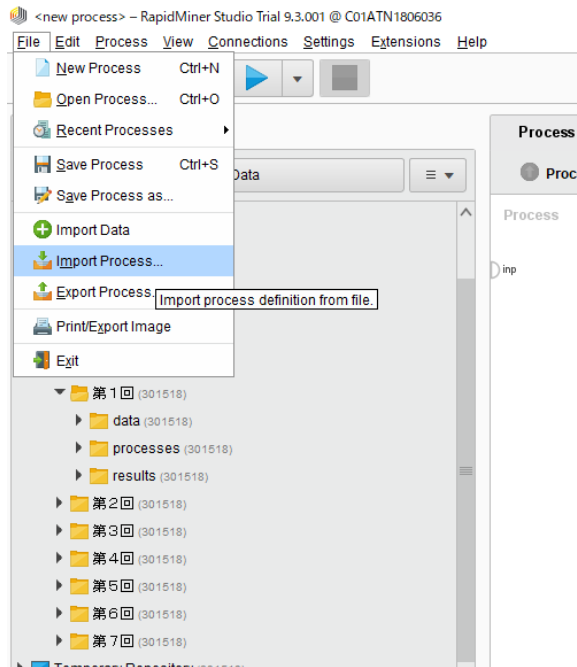 <new process> – RapidMiner Studio Trial 9.3.001 @ C01ATN1806036
File Edit Process View Connections Settings Extensions Help
New Process Ctrl+N
Open Process... Ctrl+O
Recent Processes
Save Process Ctrl+S
Save Process as...
Import Data
Import Process...
Export Process...
Import process definition from file.
Print/Export Image
Exit
Data
Process
Proc
Process
inp
第1回 (301518)
data (301518)
processes (301518)
results (301518)
第2回 (301518)
第3回 (301518)
第4回 (301518)
第5回 (301518)
第6回 (301518)
第7回 (301518)
Temporary Repository